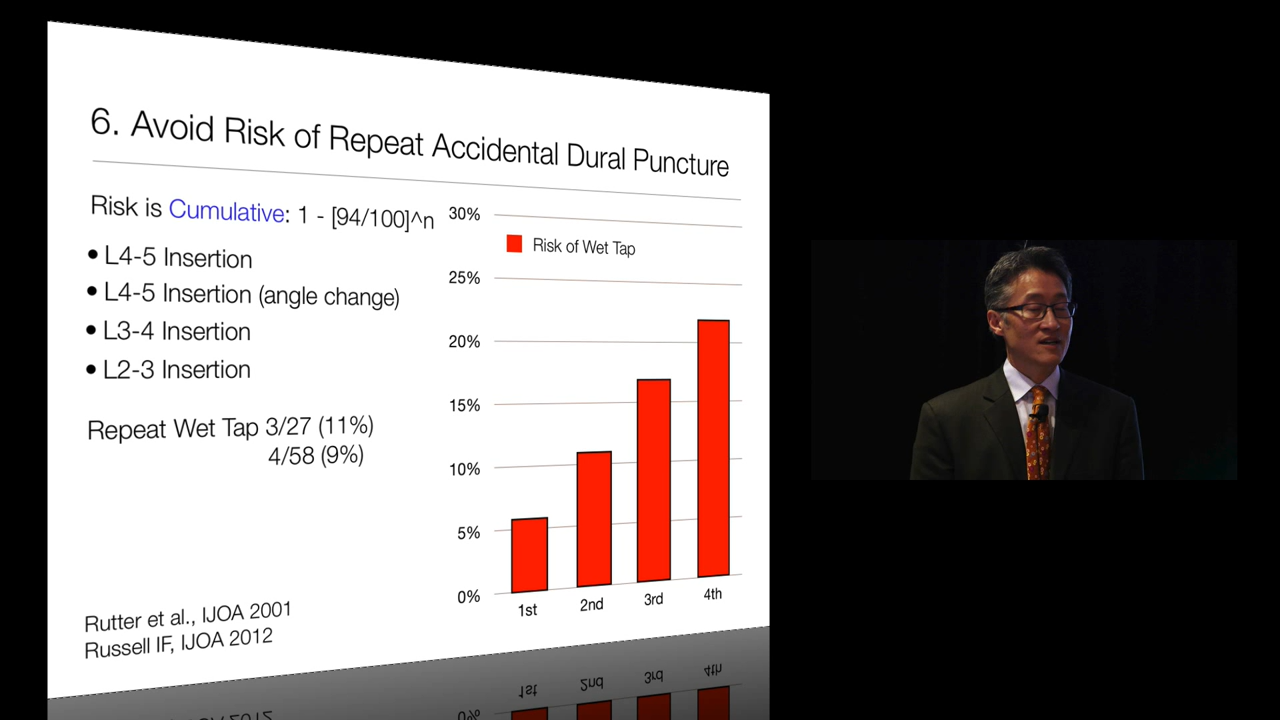 6. Avoid Risk of Repeat Accidental Dural Puncture
Risk is Cumulative: 1 - [94/100]^n
• L4-5 Insertion
• L4-5 Insertion (angle change)
• L3-4 Insertion
• L2-3 Insertion
Repeat Wet Tap 3/27 (11%)
4/58 (9%)
Rutter et al., IJOA 2001
Russell IF, IJOA 2012
30%
Risk of Wet Tap
25%
20%
15%
10%
5%
0%
1st 2nd 3rd 4th